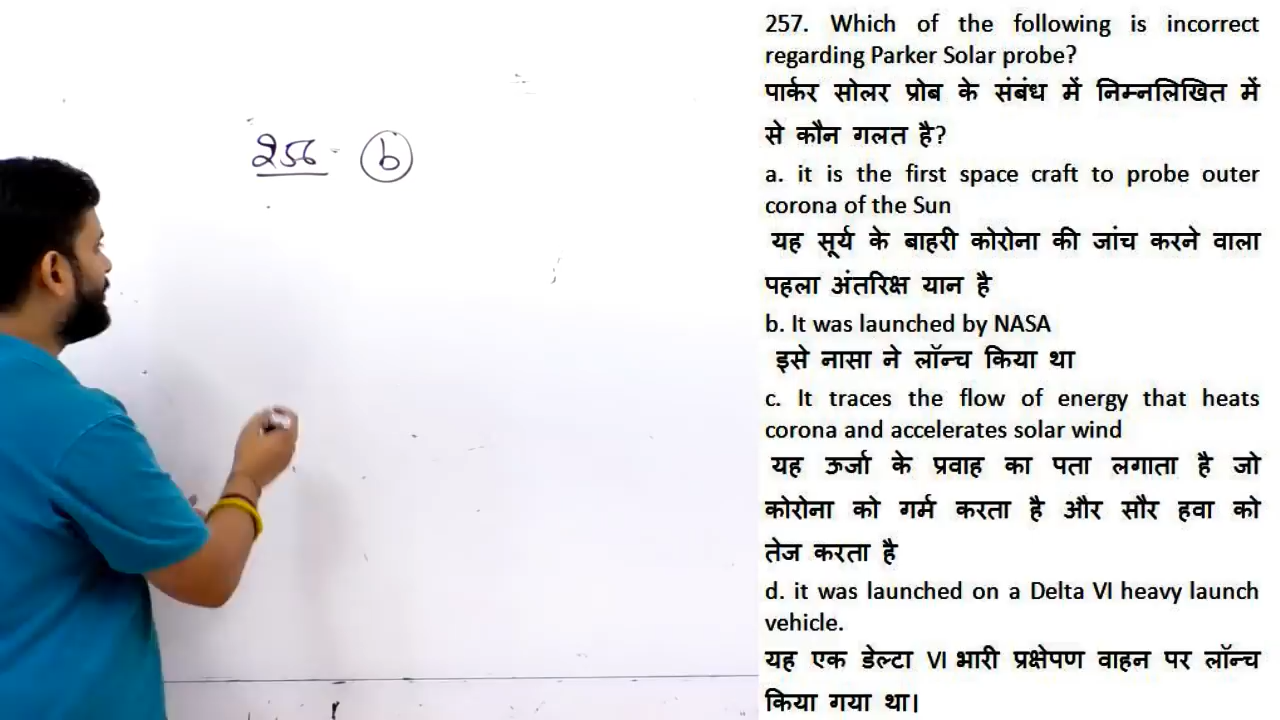 256 - b
257. Which of the following is incorrect
regarding Parker Solar probe?
पार्कर सोलर प्रोब के संबंध में निम्नलिखित में
से कौन गलत है?
a. it is the first space craft to probe outer
corona of the Sun
यह सूर्य के बाहरी कोरोना की जांच करने वाला
पहला अंतरिक्ष यान है
b. It was launched by NASA
इसे नासा ने लॉन्च किया था
c. It traces the flow of energy that heats
corona and accelerates solar wind
यह ऊर्जा के प्रवाह का पता लगाता है जो
कोरोना को गर्म करता है और सौर हवा को
तेज करता है
d. it was launched on a Delta VI heavy launch
vehicle.
यह एक डेल्टा VI भारी प्रक्षेपण वाहन पर लॉन्च
किया गया था।